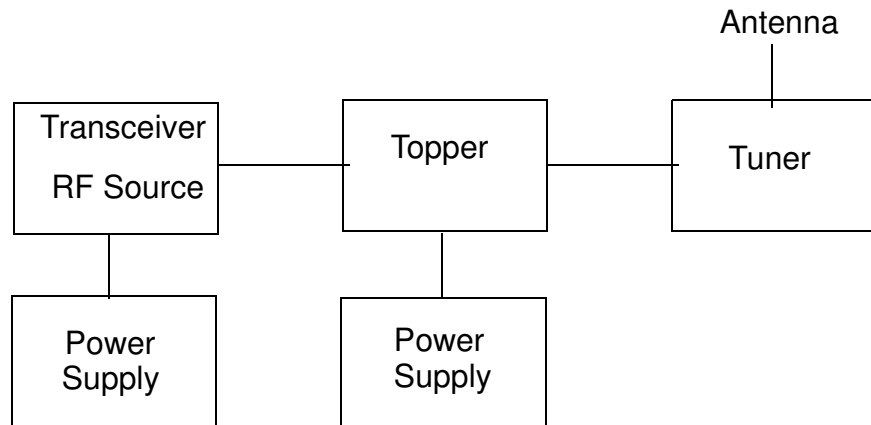 Antenna
Transceiver
RF Source
Topper
Tuner
Power
Supply
Power
Supply